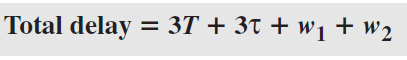 Total delay = 3T + 3τ + w₁ + w₂